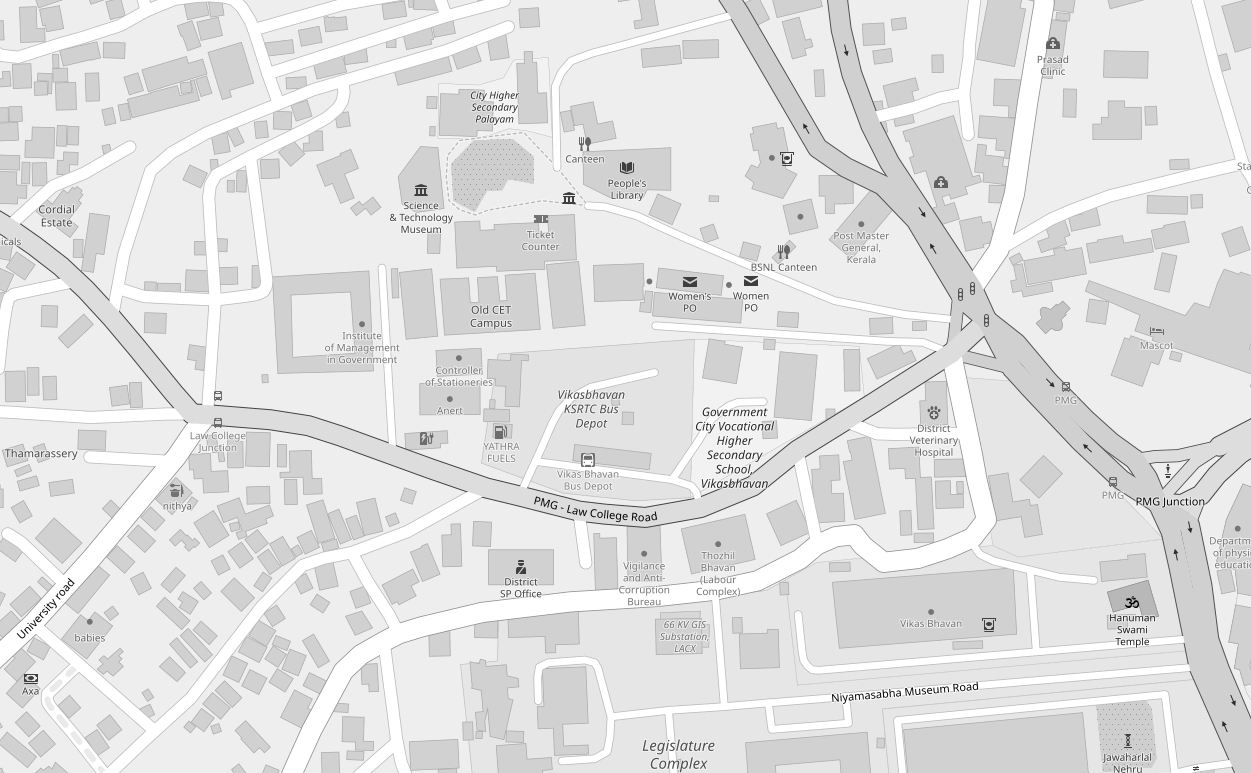 Prasad
Clinic
City Higher
Secondary
Palayam
Canteen
People's
Library
Science
& Technology
Museum
Cordial
Estate
icals
Ticket
Counter
Post Master
General,
Kerala
BSNL Canteen
Women's
PO
Women
PO
Old CET
Campus
Institute
of Management
in Government
Mascot
Controller
of Stationeries
Anert
Vikasbhavan
KSRTC Bus
Depot
PMG
Government
City Vocational
Higher
Secondary
School,
Vikasbhavan
District
Veterinary
Hospital
Law College
Junction
YATHRA
FUELS
Thamarassery
Vikas Bhavan
Bus Depot
PMG
PMG Junction
nithya
PMG - Law College Road
District
SP Office
Vigilance
and Anti-
Corruption
Bureau
Thozhil
Bhavan
(Labour
Complex)
of physic
University road
babies
66 KV GIS
Substation,
LACX
Vikas Bhavan
Hanuman
Swami
Temple
Axa
Niyamasabha Museum Road
Legislature
Complex
Jawaharlal
Nehru